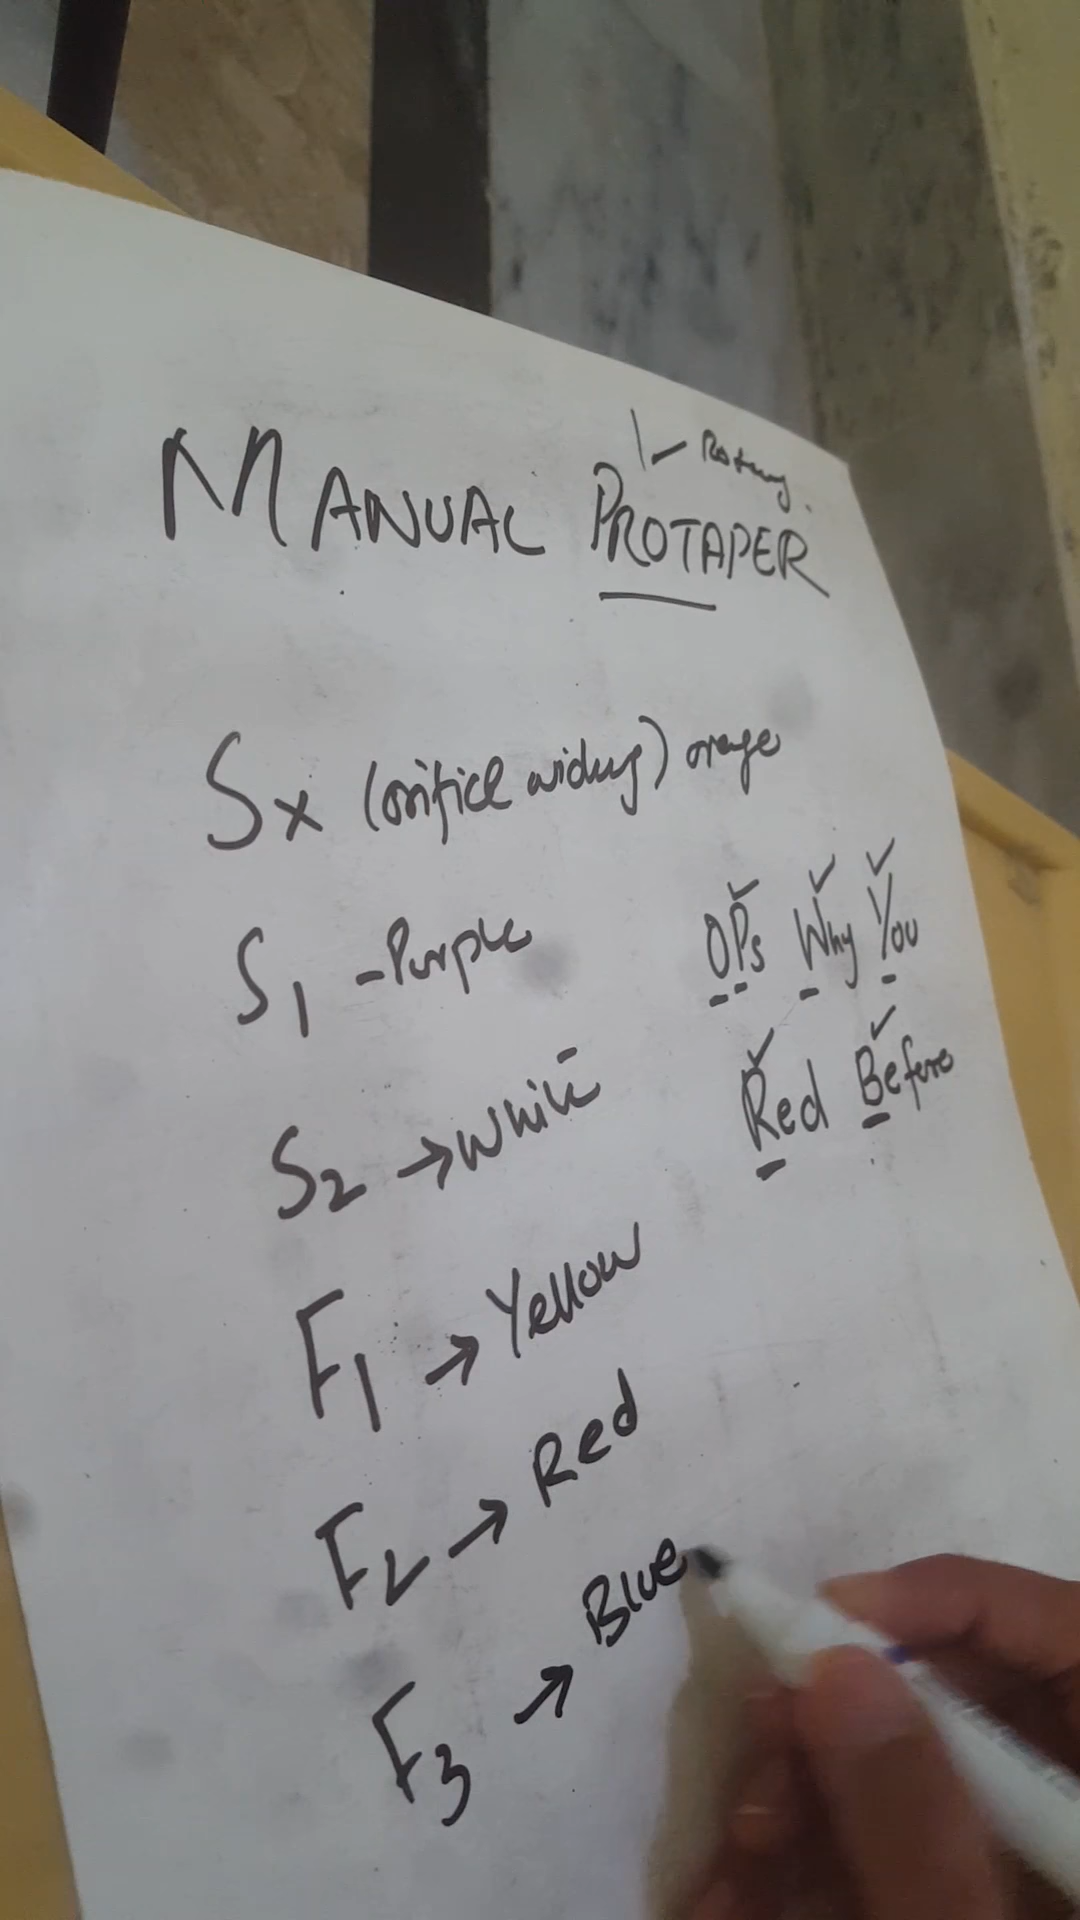 Rotary.
MANUAL PROTAPER
Sx (orifice widing) orange
S1 - Purple
OPs Why You
Red Before
S2 → White
F1 → Yellow
F2 → Red
F3 → Blue